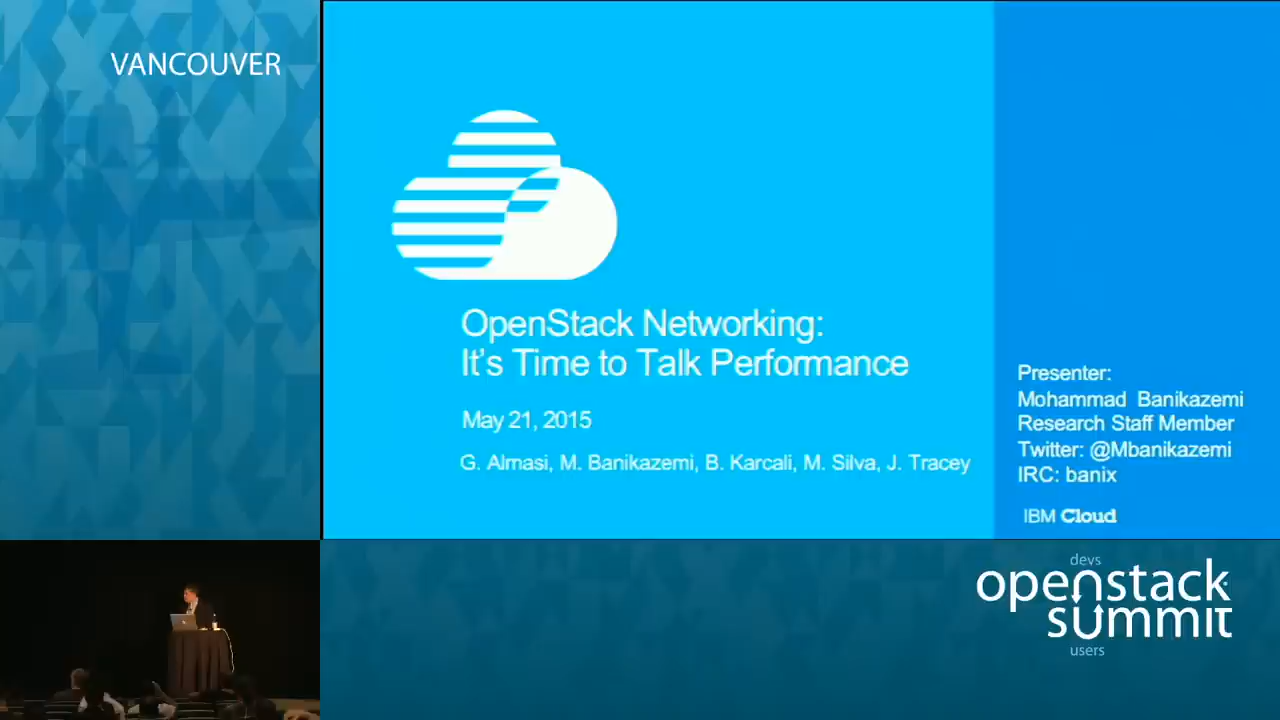 VANCOUVER
OpenStack Networking:
It's Time to Talk Performance
May 21, 2015
G. Almasi, M. Banikazemi, B. Karcali, M. Silva, J. Tracey
Presenter:
Mohammad Banikazemi
Research Staff Member
Twitter: @Mbanikazemi
IRC: banix
IBM Cloud
devs
openstack
summit
users